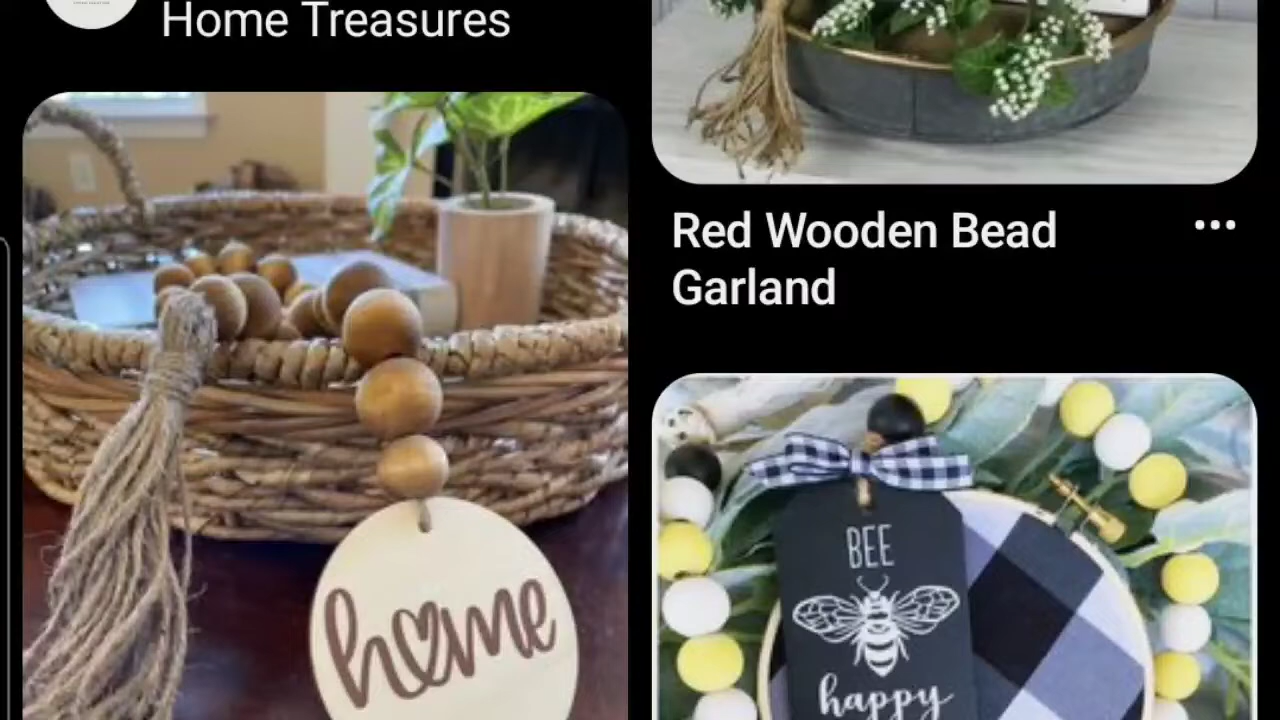 Home Treasures
home
Red Wooden Bead
Garland
BEE
happy